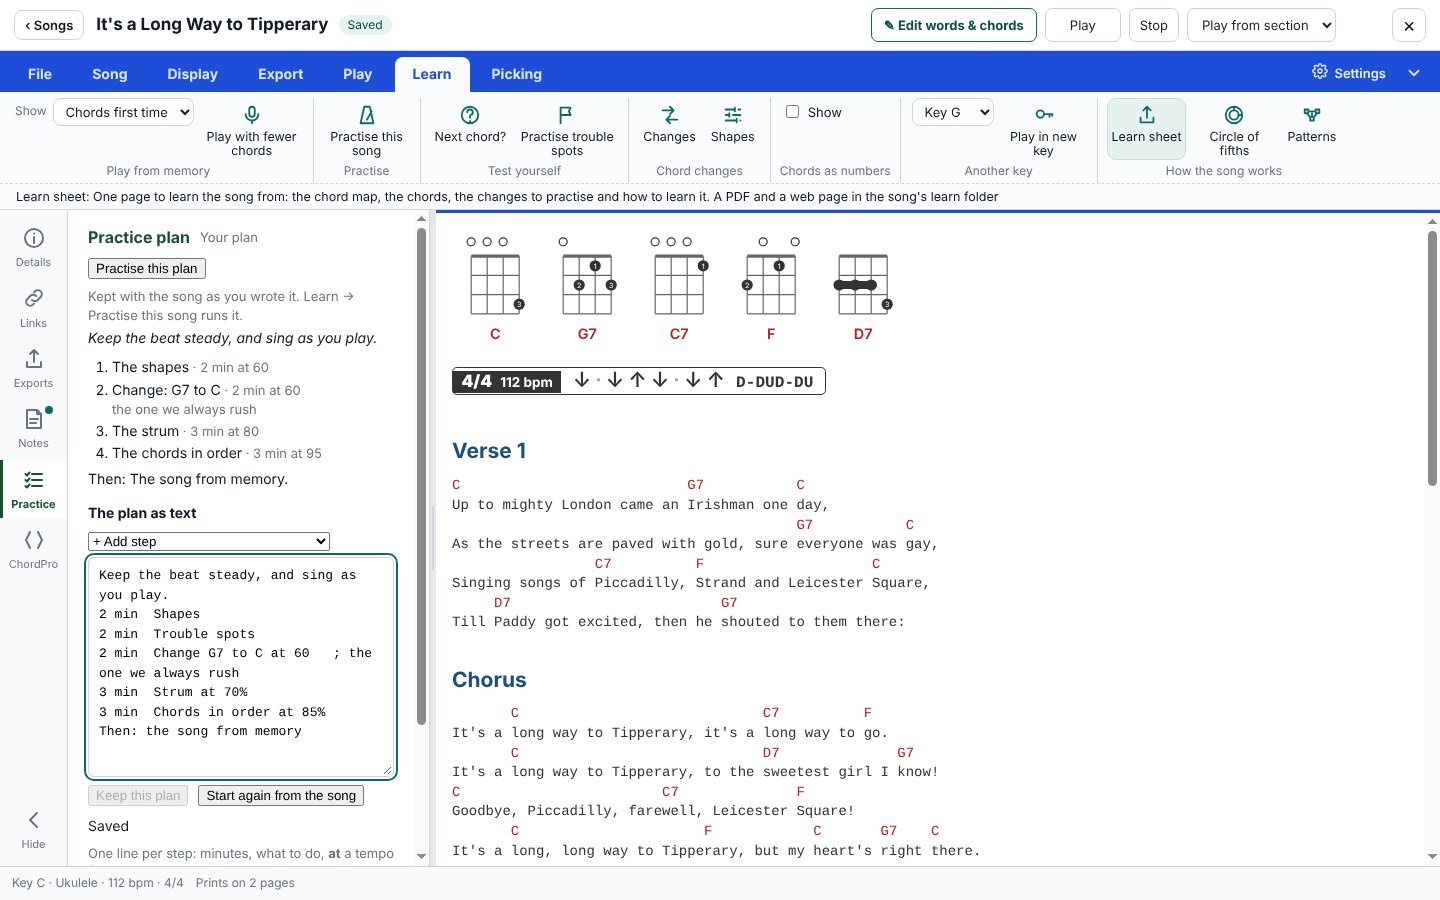 ‹ Songs
It's a Long Way to Tipperary
Saved
✎ Edit words & chords
Play
Stop
Play from section
×
File
Song
Display
Export
Play
Learn
Picking
Settings
Show
Chords first time
Play with fewer
chords
Play from memory
Practise this
song
Practise
Next chord?
Practise trouble
spots
Test yourself
Changes
Shapes
Chord changes
Show
Chords as numbers
Key G
Play in new
key
Another key
Learn sheet
Circle of
fifths
Patterns
How the song works
Learn sheet: One page to learn the song from: the chord map, the chords, the changes to practise and how to learn it. A PDF and a web page in the song's learn folder
Details
Links
Exports
Notes
Practice
ChordPro
Hide
Practice plan
Your plan
Practise this plan
Kept with the song as you wrote it. Learn →
Practise this song runs it.
Keep the beat steady, and sing as you play.
1. The shapes · 2 min at 60
2. Change: G7 to C · 2 min at 60
the one we always rush
3. The strum · 3 min at 80
4. The chords in order · 3 min at 95
Then: The song from memory.
The plan as text
+ Add step
Keep the beat steady, and sing as
you play.
2 min  Shapes
2 min  Trouble spots
2 min  Change G7 to C at 60   ; the
one we always rush
3 min  Strum at 70%
3 min  Chords in order at 85%
Then: the song from memory
Keep this plan
Start again from the song
Saved
One line per step: minutes, what to do, at a tempo
3
1
2
3
1
1
2
3
C
G7
C7
F
D7
4/4 112 bpm ↓ · ↓ ↑ ↓ · ↓ ↑ D-DUD-DU
Verse 1
C G7 C
Up to mighty London came an Irishman one day,
G7 C
As the streets are paved with gold, sure everyone was gay,
C7 F C
Singing songs of Piccadilly, Strand and Leicester Square,
D7 G7
Till Paddy got excited, then he shouted to them there:
Chorus
C C7 F
It's a long way to Tipperary, it's a long way to go.
C D7 G7
It's a long way to Tipperary, to the sweetest girl I know!
C C7 F
Goodbye, Piccadilly, farewell, Leicester Square!
C F C G7 C
It's a long, long way to Tipperary, but my heart's right there.
Key C · Ukulele · 112 bpm · 4/4
Prints on 2 pages